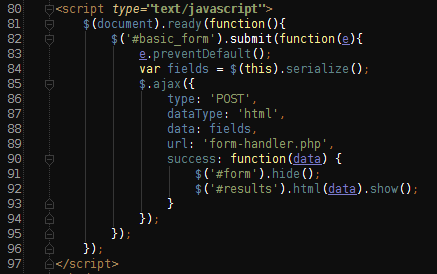 80 <script type="text/javascript">
81     $(document).ready(function(){
82         $('#basic_form').submit(function(e){
83             e.preventDefault();
84             var fields = $(this).serialize();
85             $.ajax({
86                 type: 'POST',
87                 dataType: 'html',
88                 data: fields,
89                 url: 'form-handler.php',
90                 success: function(data) {
91                     $('#form').hide();
92                     $('#results').html(data).show();
93                 }
94             });
95         });
96     });
97 </script>